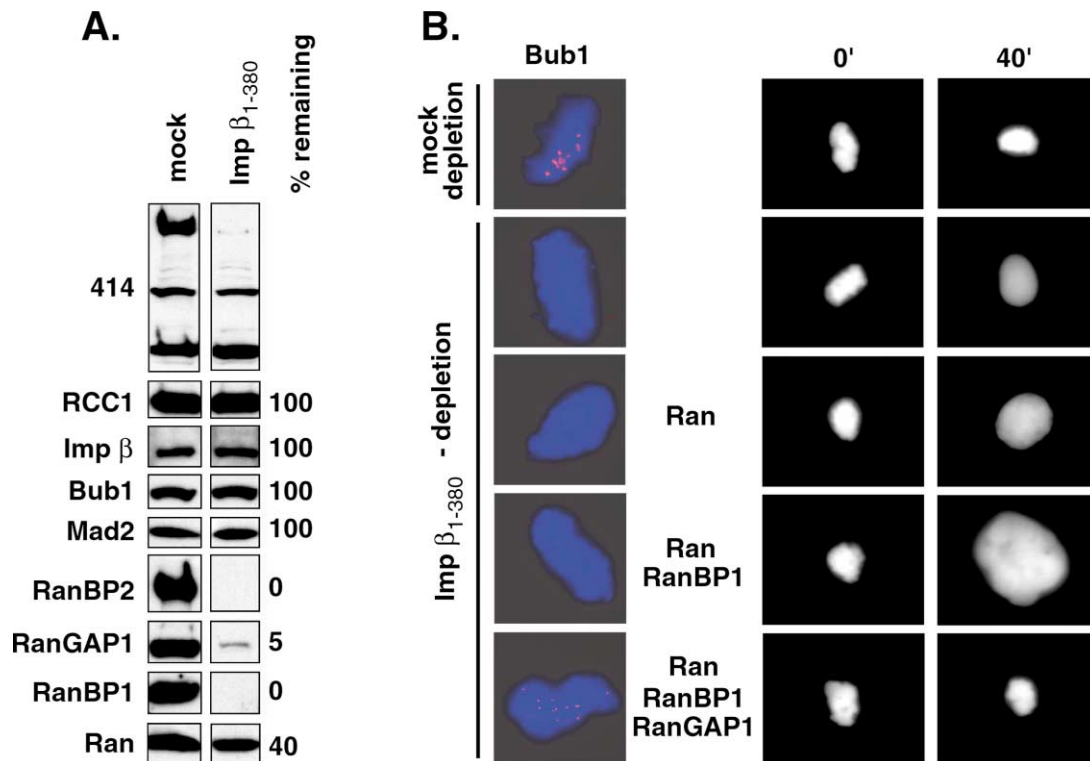 A.
mock
Imp β1-380
% remaining
414
RCC1 100
Imp β 100
Bub1 100
Mad2 100
RanBP2 0
RanGAP1 5
RanBP1 0
Ran 40
B.
Bub1 0' 40'
mock
depletion
Imp β1-380 - depletion
Ran
Ran
RanBP1
Ran
RanBP1
RanGAP1